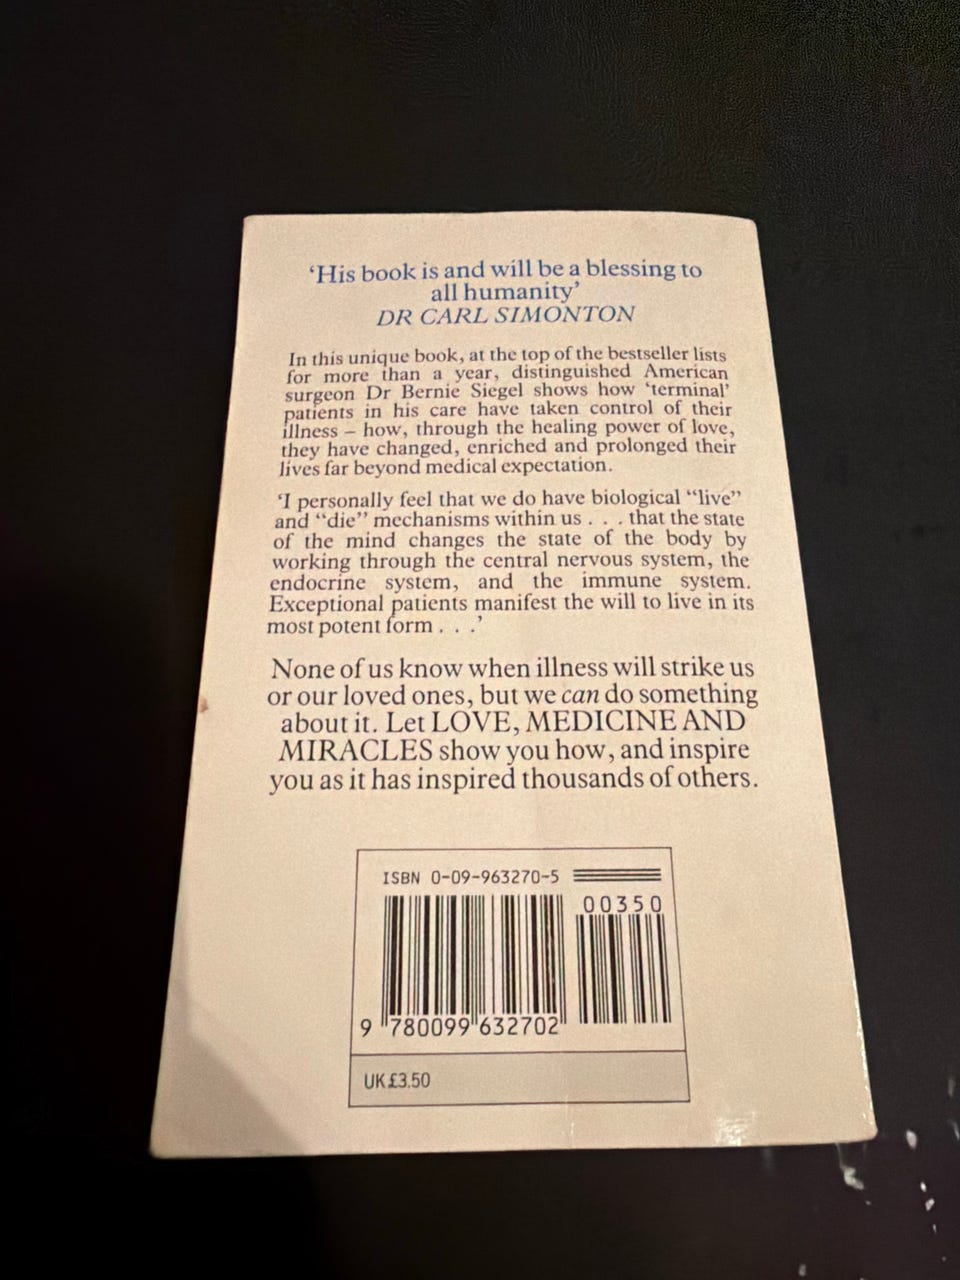 ‘His book is and will be a blessing to
all humanity’
DR CARL SIMONTON
In this unique book, at the top of the bestseller lists
for more than a year, distinguished American
surgeon Dr Bernie Siegel shows how ‘terminal’
patients in his care have taken control of their
illness – how, through the healing power of love,
they have changed, enriched and prolonged their
lives far beyond medical expectation.
‘I personally feel that we do have biological “live”
and “die” mechanisms within us . . . that the state
of the mind changes the state of the body by
working through the central nervous system, the
endocrine system, and the immune system.
Exceptional patients manifest the will to live in its
most potent form . . .’
None of us know when illness will strike us
or our loved ones, but we can do something
about it. Let LOVE, MEDICINE AND
MIRACLES show you how, and inspire
you as it has inspired thousands of others.
ISBN 0-09-963270-5
00350
9 780099 632702
UK £3.50